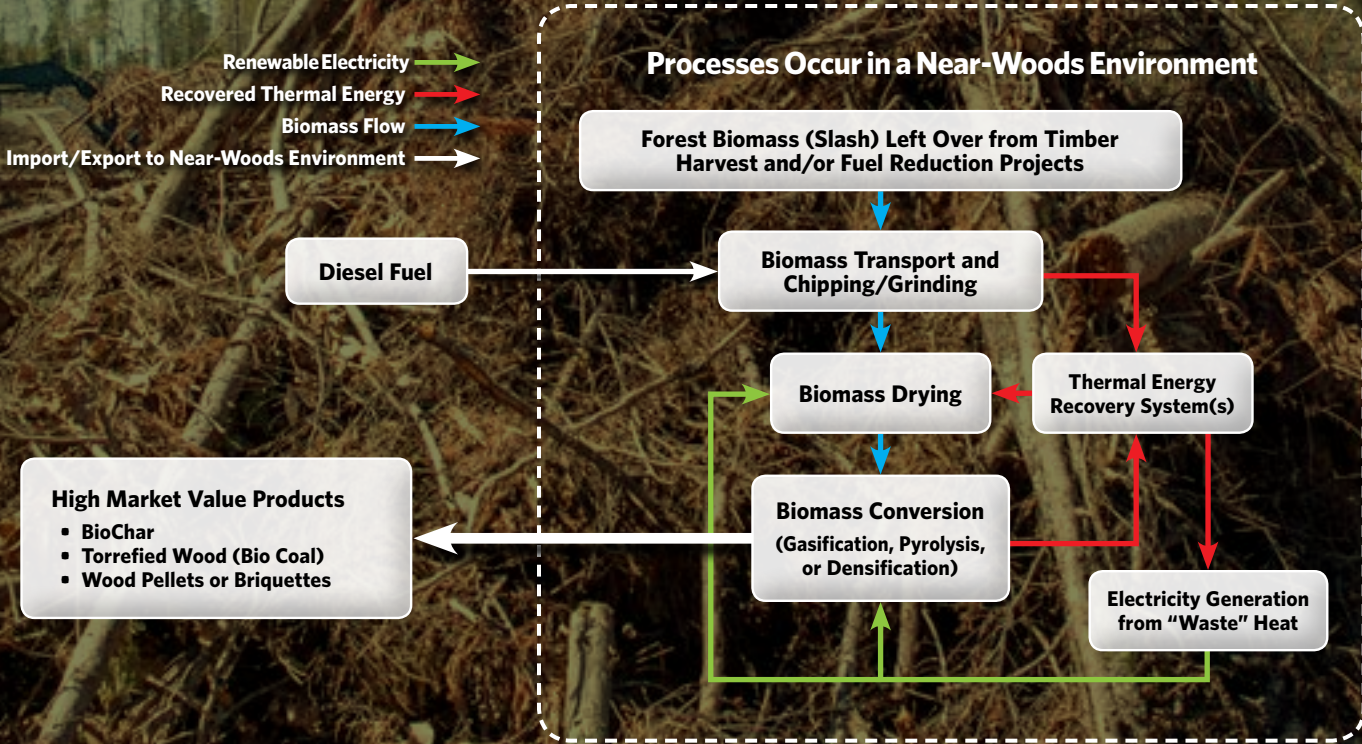 Renewable Electricity
Recovered Thermal Energy
Biomass Flow
Import/Export to Near-Woods Environment
Processes Occur in a Near-Woods Environment
Forest Biomass (Slash) Left Over from Timber
Harvest and/or Fuel Reduction Projects
Diesel Fuel
Biomass Transport and
Chipping/Grinding
Biomass Drying
Thermal Energy
Recovery System(s)
High Market Value Products
▪ BioChar
▪ Torrefied Wood (Bio Coal)
▪ Wood Pellets or Briquettes
Biomass Conversion
(Gasification, Pyrolysis,
or Densification)
Electricity Generation
from “Waste” Heat